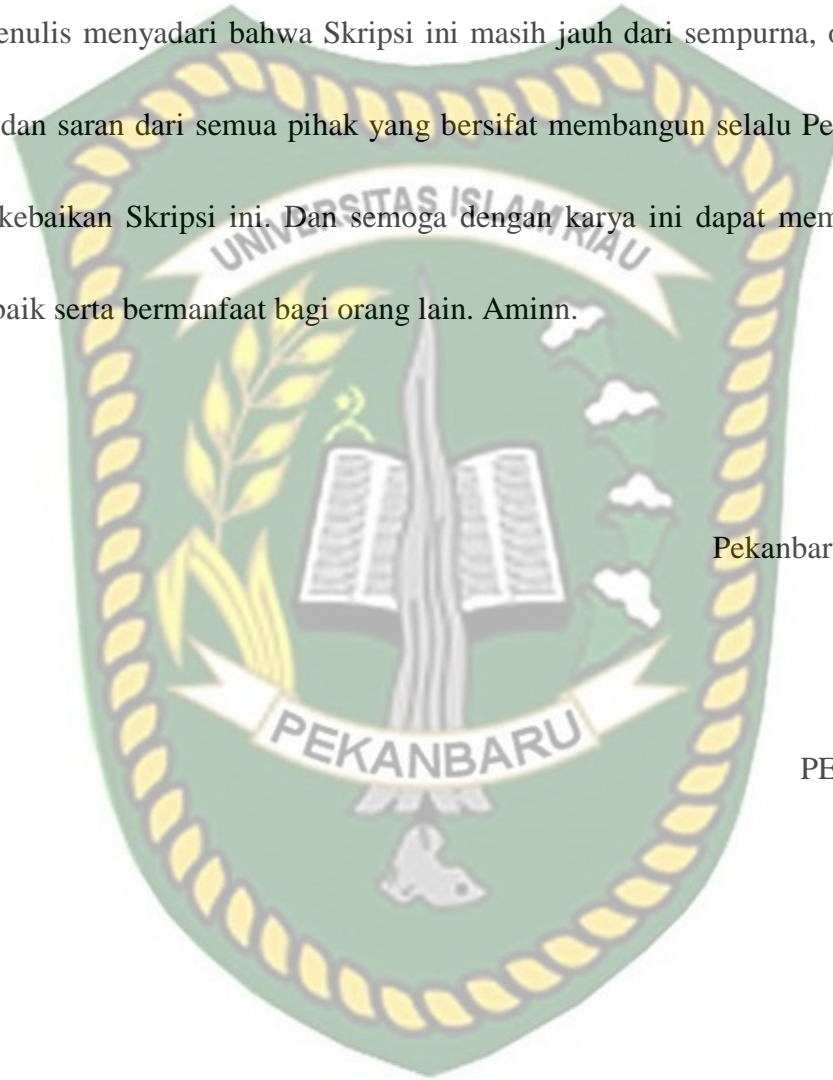 enulis menyadari bahwa Skripsi ini masih jauh dari sempurna,
dan saran dari semua pihak yang bersifat membangun selalu Pe
UNIVERSITAS ISLAM RIAU
kebaikan Skripsi ini. Dan semoga dengan karya ini dapat mem
baik serta bermanfaat bagi orang lain. Aminn.
Pekanbar
PEKANBARU
PE